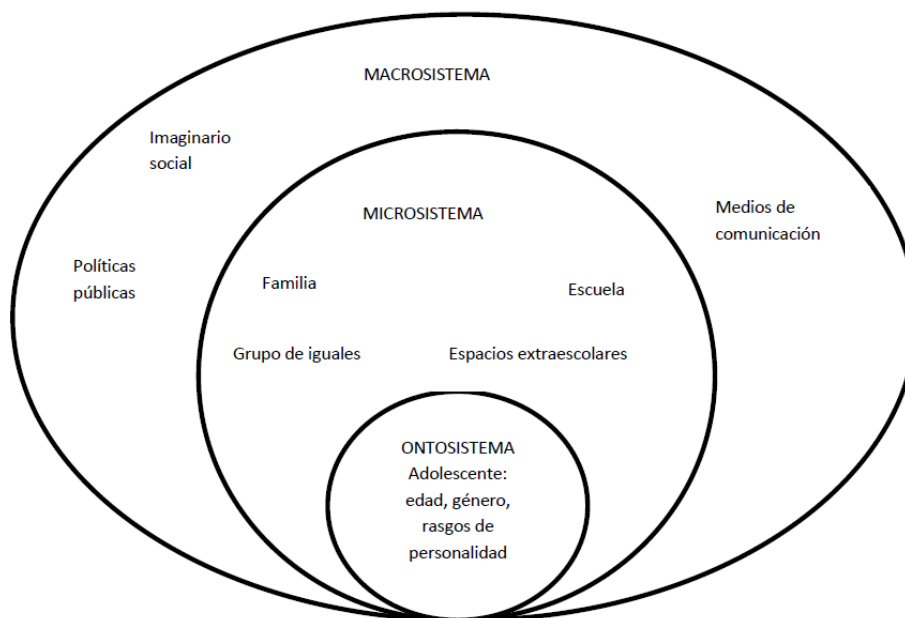 MACROSISTEMA
Imaginario
social
MICROSISTEMA
Medios de
comunicación
Políticas
públicas
Familia
Escuela
Grupo de iguales
Espacios extraescolares
ONTOSISTEMA
Adolescente:
edad, género,
rasgos de
personalidad